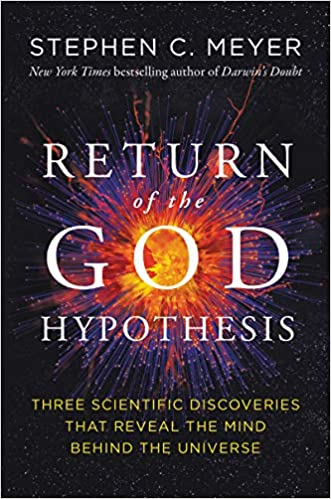 STEPHEN C. MEYER
New York Times bestselling author of Darwin's Doubt
RETURN
of the
GOD
HYPOTHESIS
THREE SCIENTIFIC DISCOVERIES
THAT REVEAL THE MIND
BEHIND THE UNIVERSE